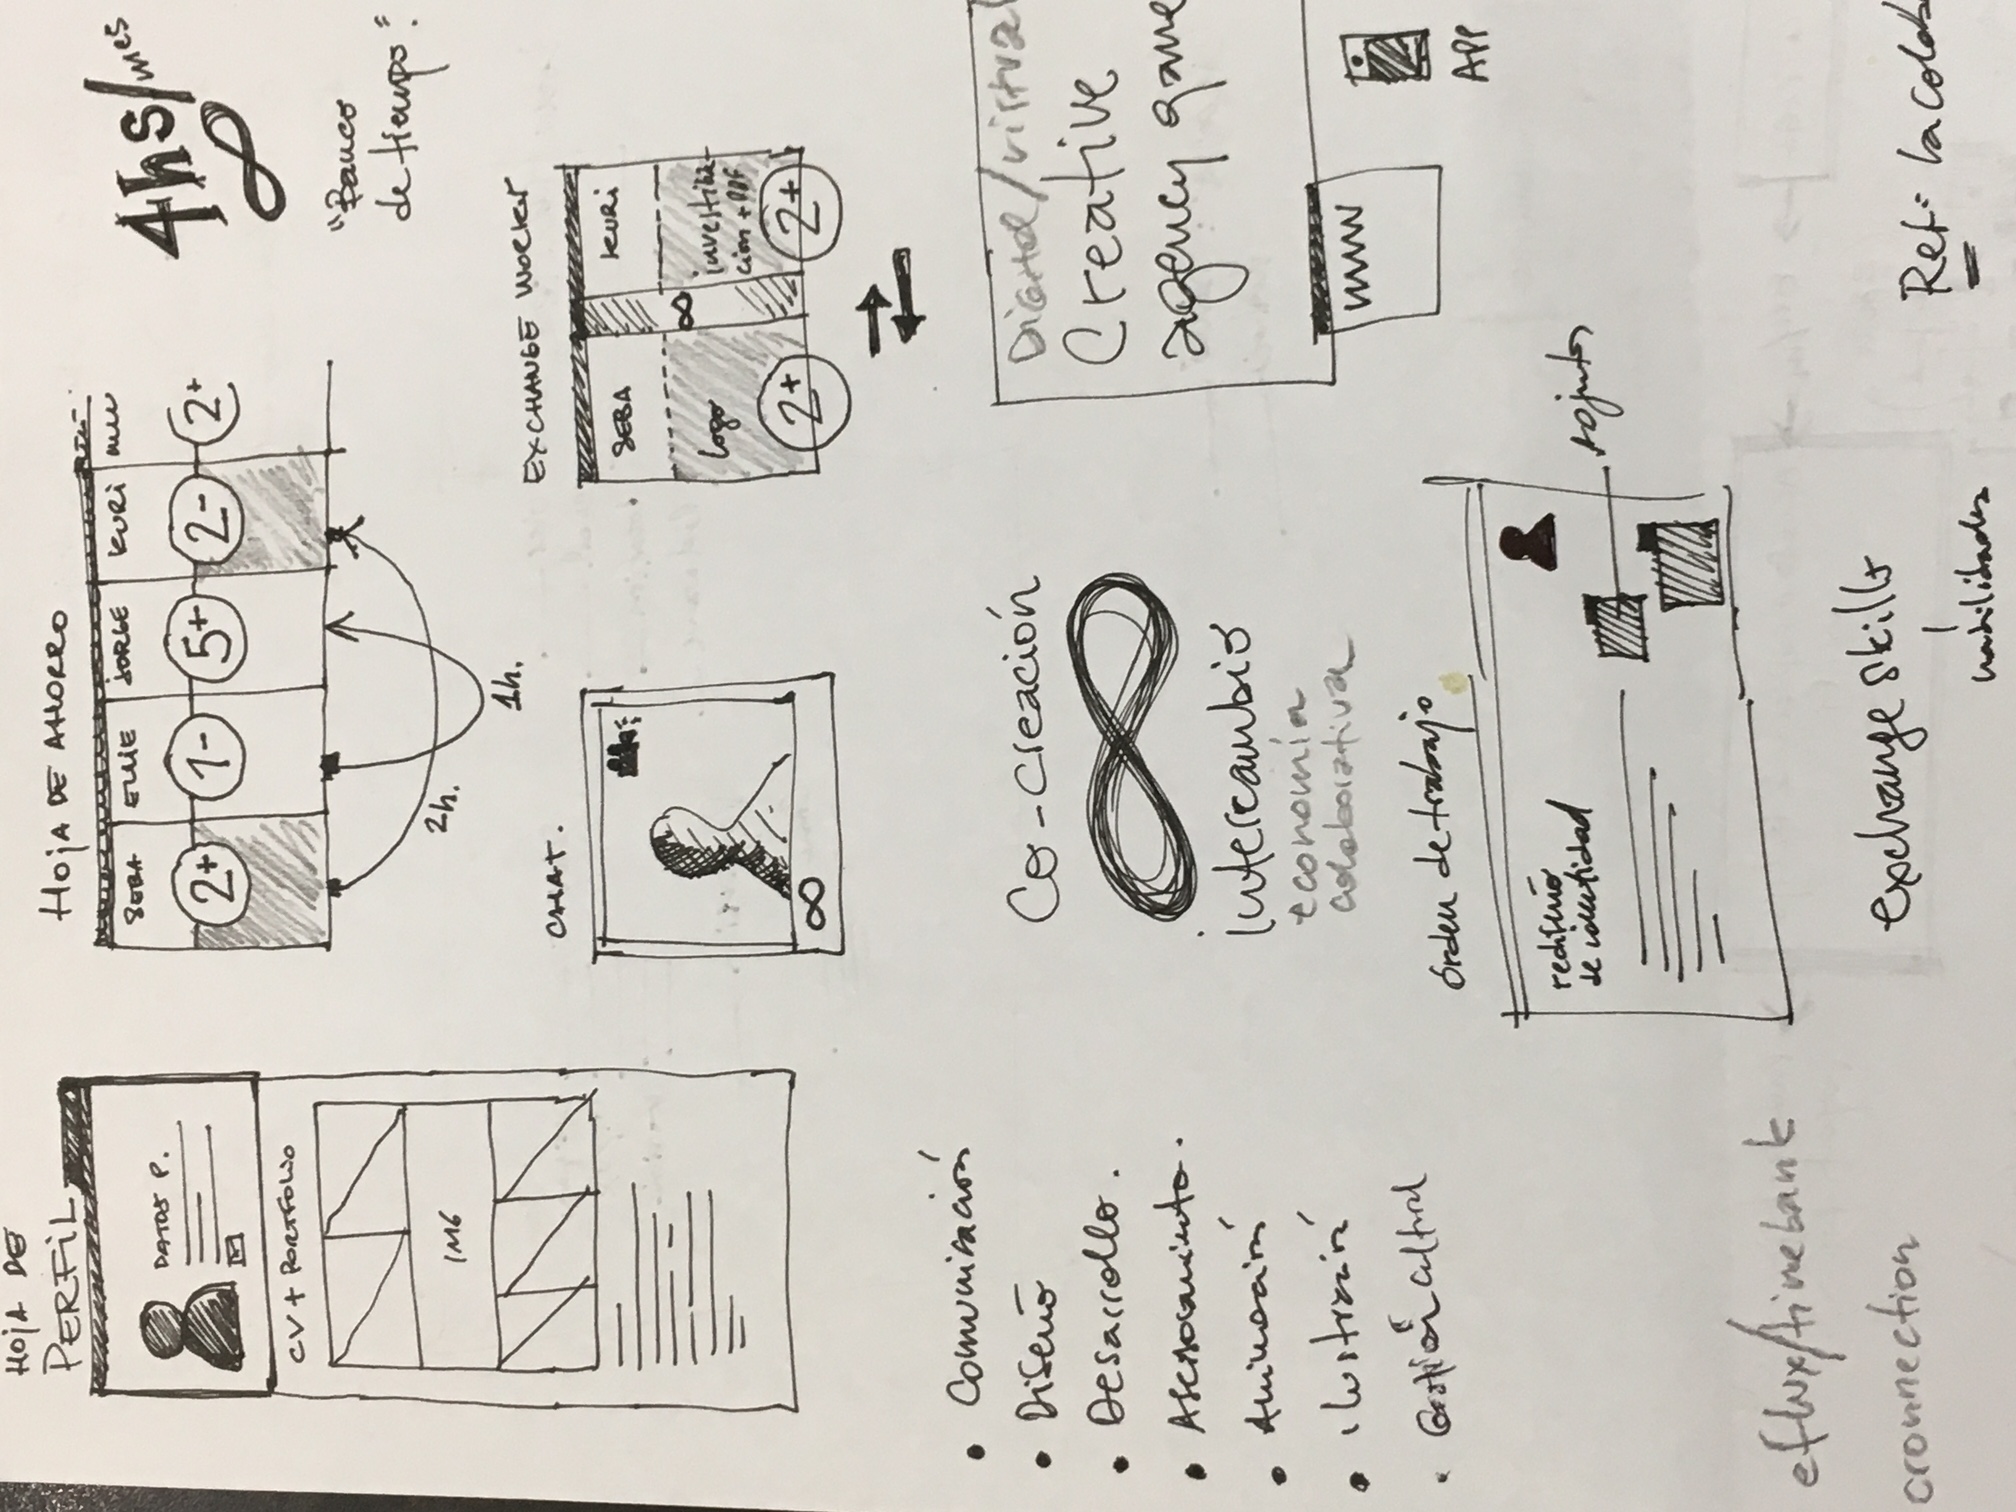 HOJA DE
PERFIL
DATOS P.
CV + PORTFOLIO
IMG
HOJA DE AHORRO
SEBA
ELLIE
JORGE
KURI
2+
1-
5+
2-
2+
2h.
1h.
4hs/mes
"Banco
de tiempo"
CHAT.
EXCHANGE WORKER
SEBA
KURI
logo
investiga-
cion + PDF
2+
2+
• Comunicación
• Diseño
• Desarrollo.
• Asesoramiento.
• Animación
• ilustración
• Gestión cultural
Co-creación
intercambio
economía
colaborativa
Digital/virtual
Creative
agency game
www
APP
órden de trabajo
rediseño
de identidad
Adjuntos
eflux/timebank
cronnection
exchange skills
habilidades
Ref: la colab